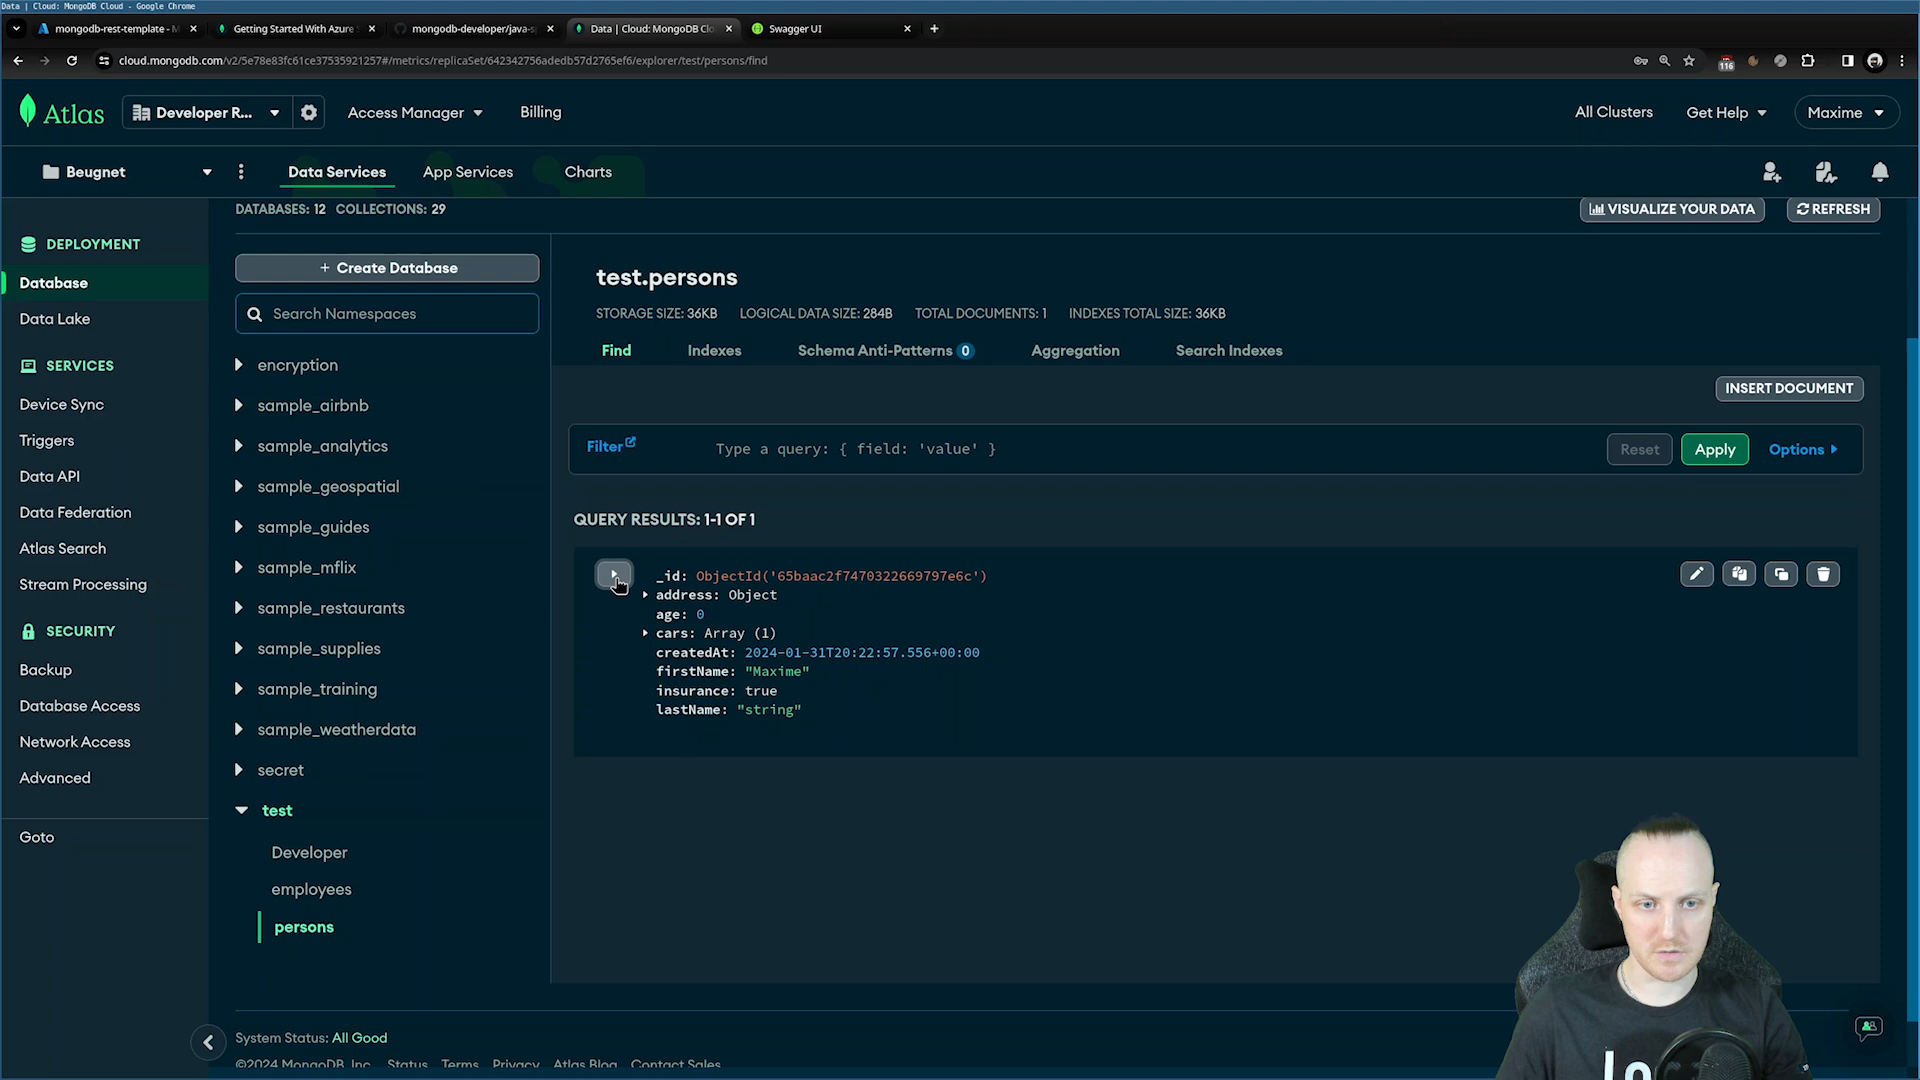 Data | Cloud: MongoDB Cloud - Google Chrome
mongodb-rest-template - M
Getting Started With Azure
mongodb-developer/java-s
Data | Cloud: MongoDB Clo
Swagger UI
cloud.mongodb.com/v2/5e78e83fc61ce37535921257#/metrics/replicaSet/642342756adedb57d2765ef6/explorer/test/persons/find
116
Atlas
Developer R...
Access Manager
Billing
All Clusters
Get Help
Maxime
Beugnet
Data Services
App Services
Charts
DATABASES: 12 COLLECTIONS: 29
VISUALIZE YOUR DATA
REFRESH
DEPLOYMENT
Database
Data Lake
SERVICES
Device Sync
Triggers
Data API
Data Federation
Atlas Search
Stream Processing
SECURITY
Backup
Database Access
Network Access
Advanced
Goto
+ Create Database
Search Namespaces
encryption
sample_airbnb
sample_analytics
sample_geospatial
sample_guides
sample_mflix
sample_restaurants
sample_supplies
sample_training
sample_weatherdata
secret
test
Developer
employees
persons
test.persons
STORAGE SIZE: 36KB LOGICAL DATA SIZE: 284B TOTAL DOCUMENTS: 1 INDEXES TOTAL SIZE: 36KB
Find
Indexes
Schema Anti-Patterns 0
Aggregation
Search Indexes
INSERT DOCUMENT
Filter
Type a query: { field: 'value' }
Reset
Apply
Options
QUERY RESULTS: 1-1 OF 1
_id: ObjectId('65baac2f7470322669797e6c')
address: Object
age: 0
cars: Array (1)
createdAt: 2024-01-31T20:22:57.556+00:00
firstName: "Maxime"
insurance: true
lastName: "string"
System Status: All Good
©2024 MongoDB, Inc. Status Terms Privacy Atlas Blog Contact Sales